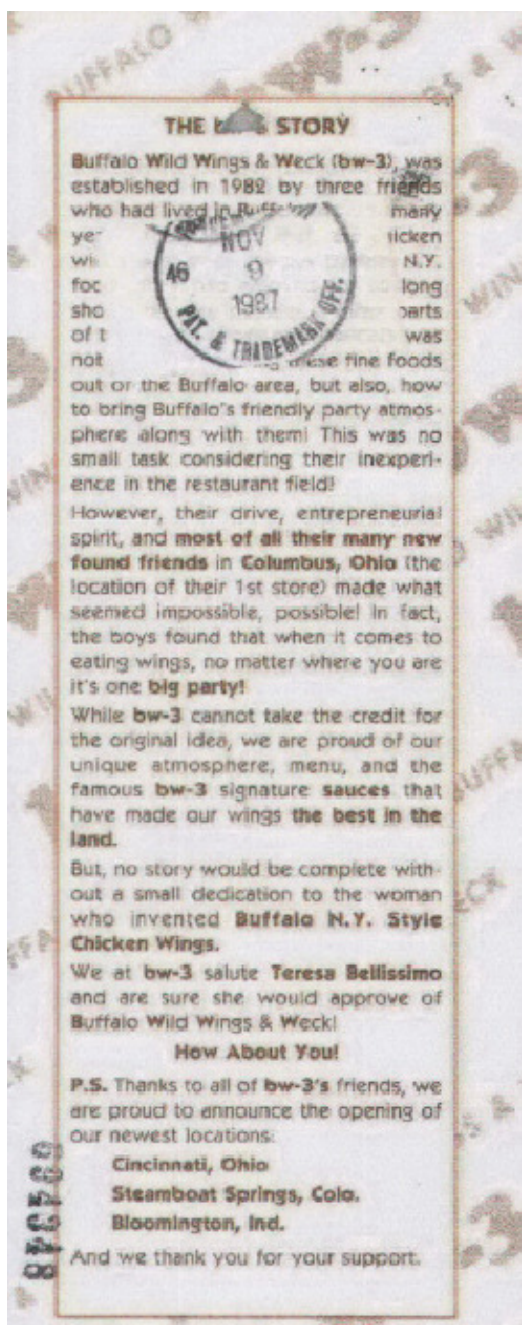 THE STORY
Buffalo Wild Wings & Weck (bw-3), was
established in 1982 by three friends
who had lived in many
icken
N.Y.
long
sho parts
of was
not these fine foods
out of the Buffalo area, but also, how
to bring Buffalo's friendly party atmos-
phere along with them! This was no
small task considering their inexperi-
ence in the restaurant field!
However, their drive, entrepreneurial
spirit, and most of all their many new
found friends in Columbus, Ohio (the
location of their 1st store) made what
seemed impossible, possible! In fact,
the boys found that when it comes to
eating wings, no matter where you are
it's one big party!
While bw-3 cannot take the credit for
the original idea, we are proud of our
unique atmosphere, menu, and the
famous bw-3 signature sauces that
have made our wings the best in the
land.
But, no story would be complete with-
out a small dedication to the woman
who invented Buffalo N.Y. Style
Chicken Wings.
We at bw-3 salute Teresa Bellissimo
and are sure she would approve of
Buffalo Wild Wings & Weck!
How About You!
P.S. Thanks to all of bw-3's friends, we
are proud to announce the opening of
our newest locations:
Cincinnati, Ohio
Steamboat Springs, Colo.
Bloomington, Ind.
And we thank you for your support.
NOV
46 9
1987
PAT. & TRADEMARK OFF.